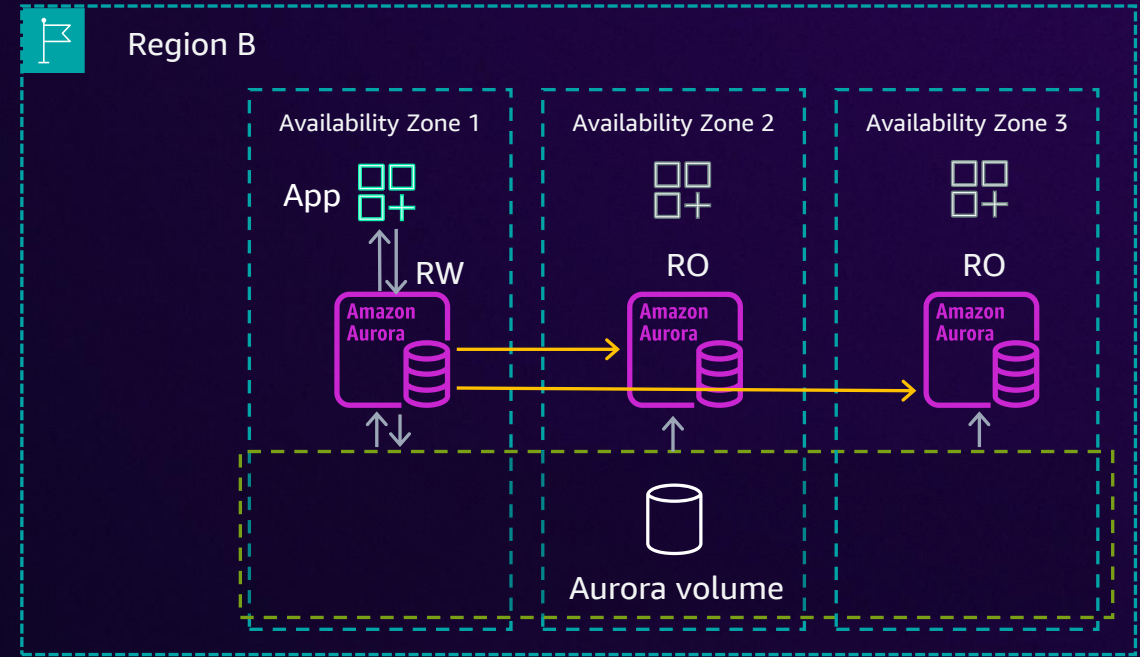 Region B
Availability Zone 1
Availability Zone 2
Availability Zone 3
App
RW
RO
RO
Amazon
Aurora
Amazon
Aurora
Amazon
Aurora
Aurora volume